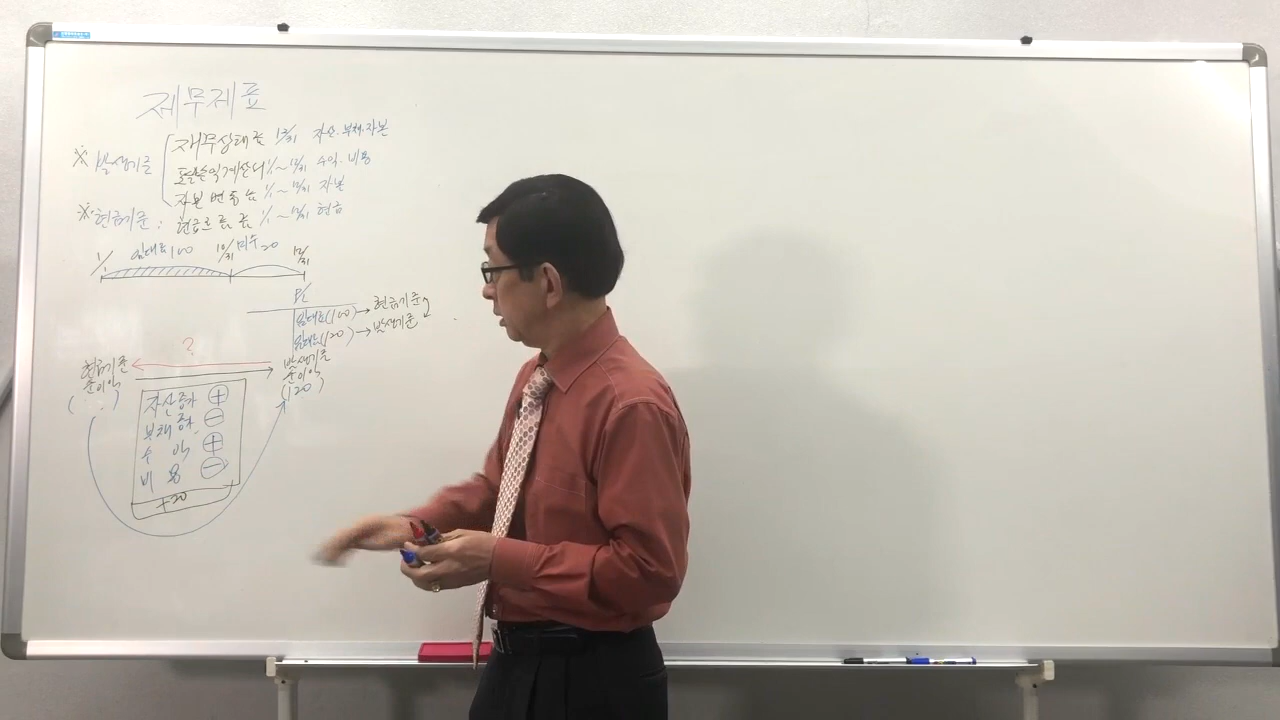 재무제표
※ 발생기준
재무상태표 12/31 자산.부채.자본
포괄손익계산서 1/1~12/31 수익. 비용
자본변동표 1/1~12/31 자본
※ 현금기준: 현금흐름표 1/1~12/31 현금
1/1 임대료100 10/31 미수20 12/31
P/L
임대료(100) → 현금기준
임대료(120) → 발생기준
?
현금기준 발생기준
순이익 순이익
( ) (120)
자산증가 +
부채증가 −
수 익 +
비 용 −
+20